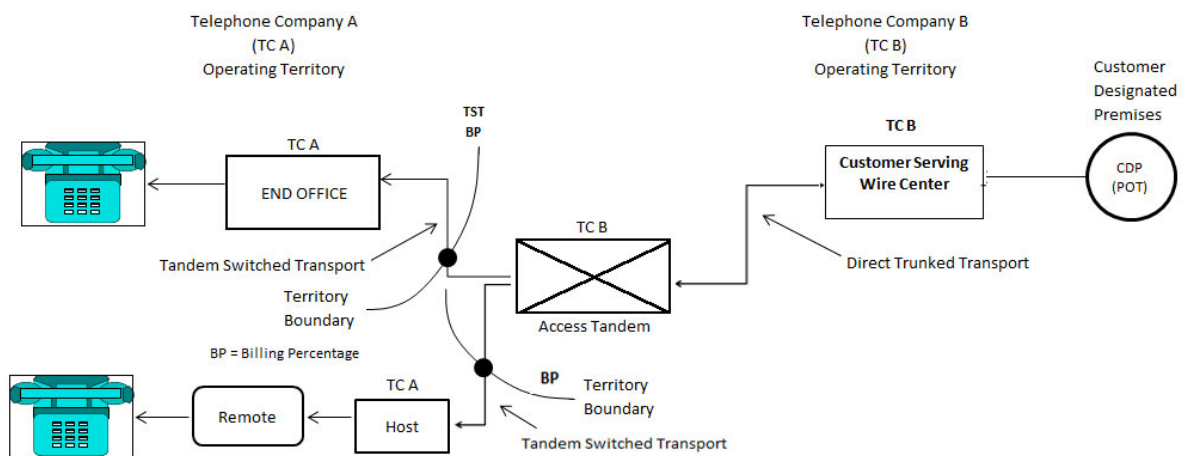 Telephone Company A
(TC A)
Operating Territory
Telephone Company B
(TC B)
Operating Territory
Customer
Designated
Premises
TST
BP
TC A
END OFFICE
TC B
Customer Serving
Wire Center
CDP
(POT)
TC B
Tandem Switched Transport
Direct Trunked Transport
Territory
Boundary
Access Tandem
BP = Billing Percentage
TC A
BP
Territory
Boundary
Remote
Host
Tandem Switched Transport